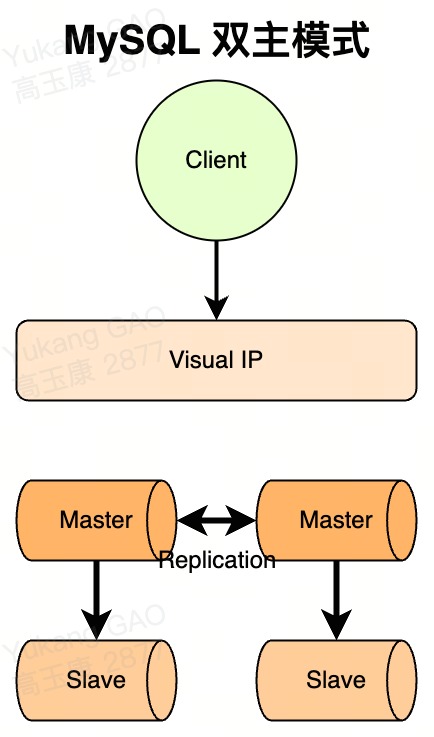 MySQL 双主模式
Yukang GAO
高玉康 2877
Client
Yukang GAO
高玉康 2877
Visual IP
Master
Master
Replication
Yukang GAO
高玉康 2877
Slave
Slave